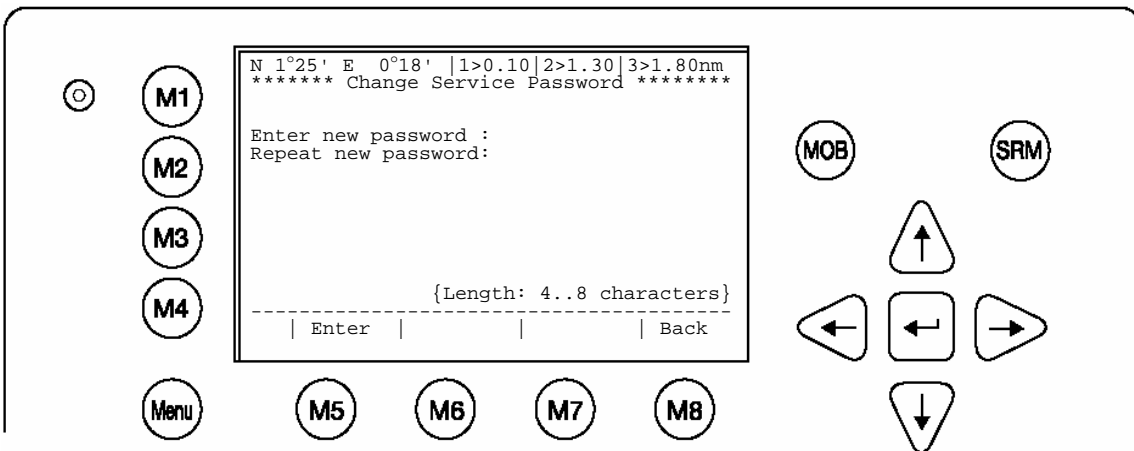 N 1°25' E 0°18' |1>0.10|2>1.30|3>1.80nm
******* Change Service Password ********
M1
Enter new password :
Repeat new password:
MOB
SRM
M2
M3
{Length: 4..8 characters}
M4
----------------------------------------
| Enter | | | Back
Menu
M5
M6
M7
M8